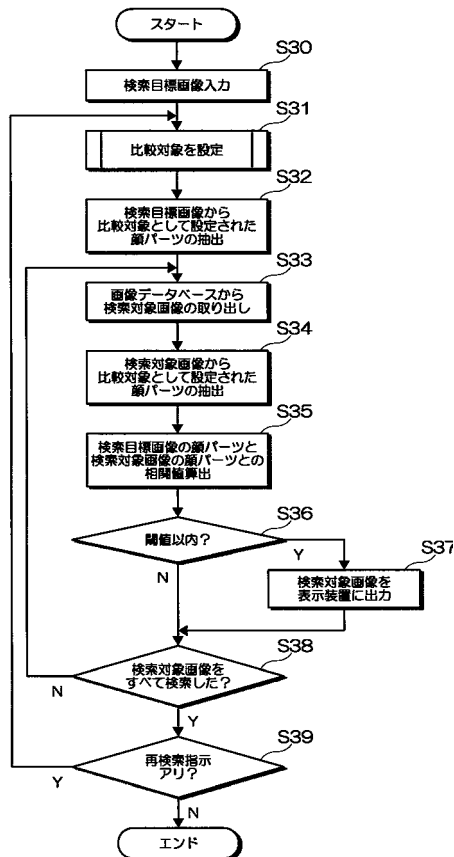 スタート
S30
検索目標画像入力
S31
比較対象を設定
S32
検索目標画像から
比較対象として設定された
顔パーツの抽出
S33
画像データベースから
検索対象画像の取り出し
S34
検索対象画像から
比較対象として設定された
顔パーツの抽出
S35
検索目標画像の顔パーツと
検索対象画像の顔パーツとの
相関値算出
S36
閾値以内?
Y
N
S37
検索対象画像を
表示装置に出力
S38
検索対象画像を
すべて検索した?
N
Y
S39
再検索指示
アリ?
Y
N
エンド